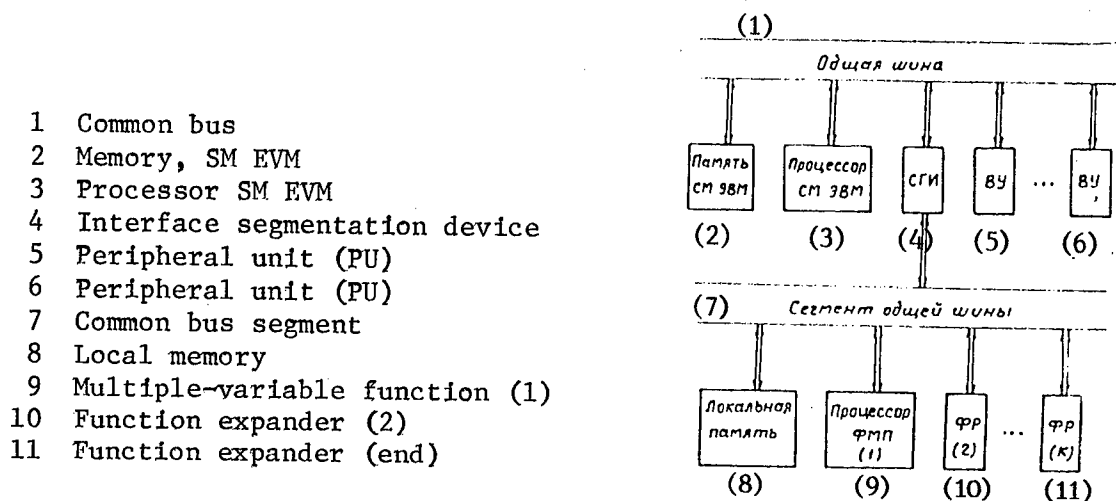 1 Common bus
2 Memory, SM EVM
3 Processor SM EVM
4 Interface segmentation device
5 Peripheral unit (PU)
6 Peripheral unit (PU)
7 Common bus segment
8 Local memory
9 Multiple-variable function (1)
10 Function expander (2)
11 Function expander (end)
(1)
Одщая шина
Память
СМ ЭВМ
Процессор
СМ ЭВМ
СГИ
ВУ
...
ВУ
(2) (3) (4) (5) (6)
(7) Сегмент общей шины
Локальная
память
Процессор
ФМП
(1)
ФР
(2)
...
ФР
(К)
(8) (9) (10) (11)